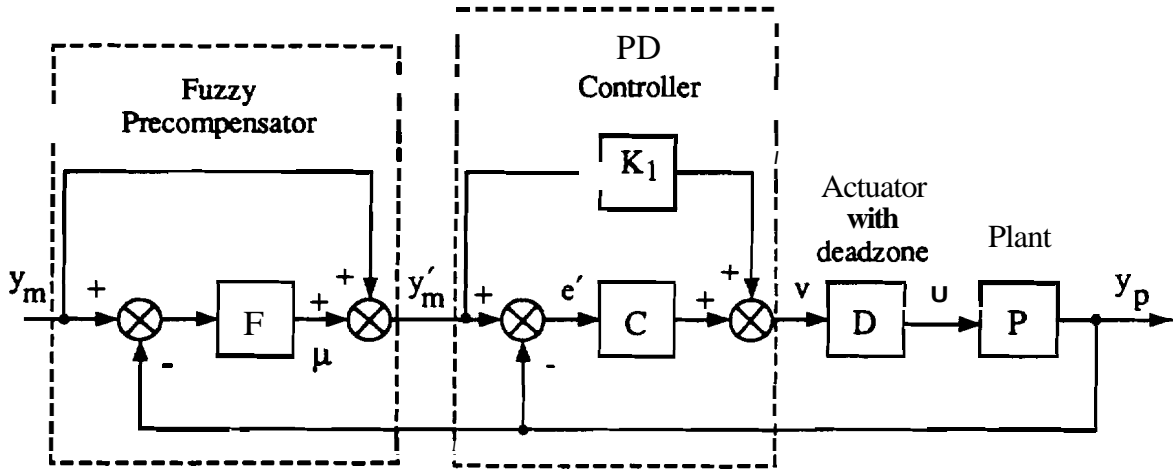 Fuzzy
Precompensator
PD
Controller
K1
Actuator
with
deadzone
Plant
ym
+
-
F
+
μ
+
y′m
+
-
e′
C
+
+
v
D
u
P
yp